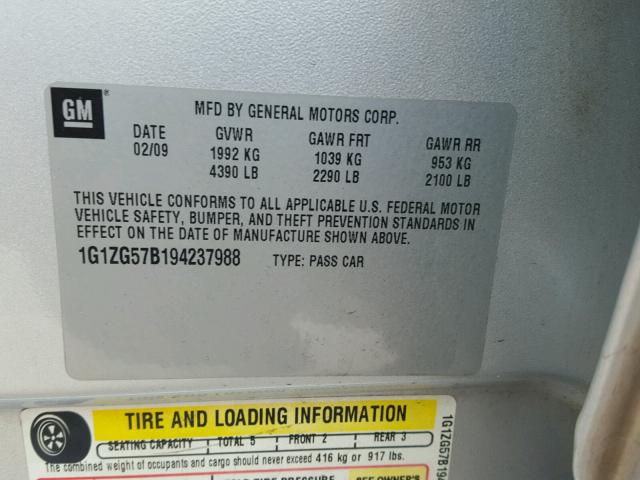 GM
MFD BY GENERAL MOTORS CORP.
DATE GVWR GAWR FRT GAWR RR
02/09 1992 KG 1039 KG 953 KG
4390 LB 2290 LB 2100 LB
THIS VEHICLE CONFORMS TO ALL APPLICABLE U.S. FEDERAL MOTOR
VEHICLE SAFETY, BUMPER, AND THEFT PREVENTION STANDARDS IN
EFFECT ON THE DATE OF MANUFACTURE SHOWN ABOVE.
1G1ZG57B194237988 TYPE: PASS CAR
TIRE AND LOADING INFORMATION
SEATING CAPACITY TOTAL 5 FRONT 2 REAR 3
The combined weight of occupants and cargo should never exceed 416 kg or 917 lbs.
SEE OWNER'S
1G1ZG57B194